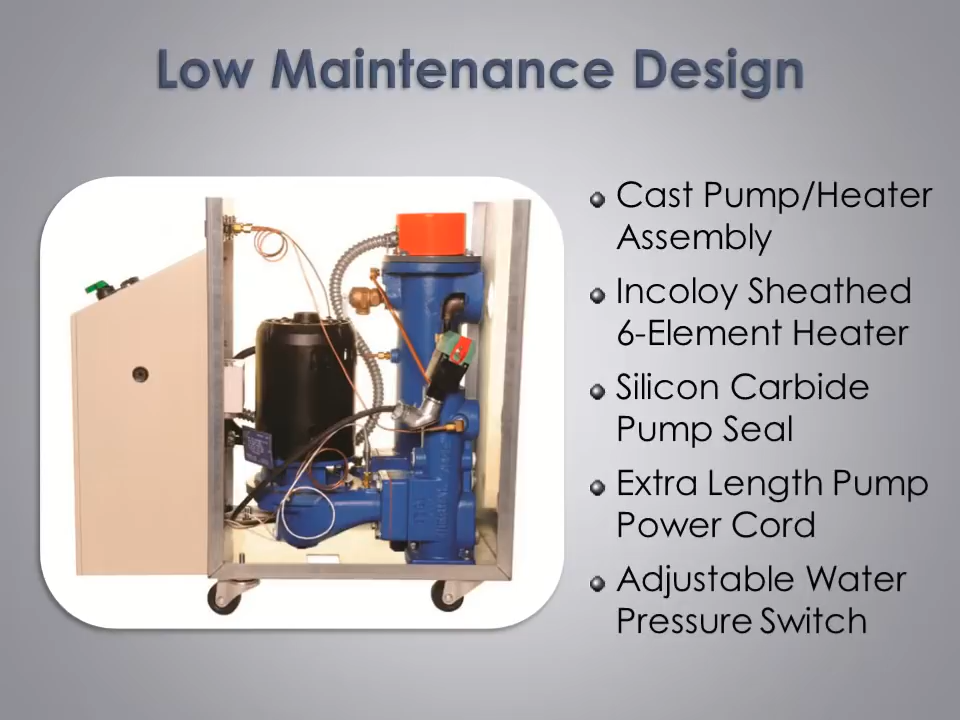 Low Maintenance Design
Cast Pump/Heater
Assembly
Incoloy Sheathed
6-Element Heater
Silicon Carbide
Pump Seal
Extra Length Pump
Power Cord
Adjustable Water
Pressure Switch